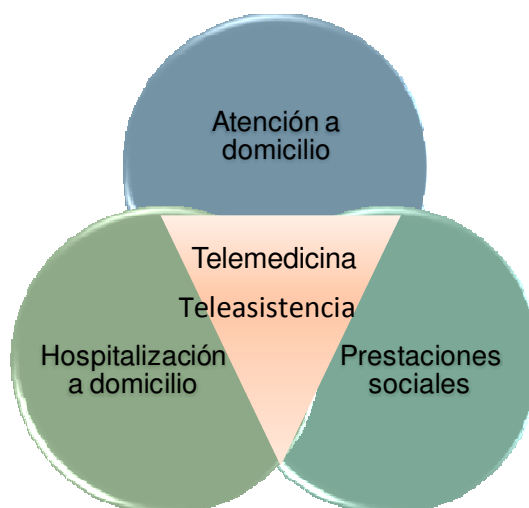 Atención a
domicilio
Telemedicina
Teleasistencia
Hospitalización
a domicilio
Prestaciones
sociales